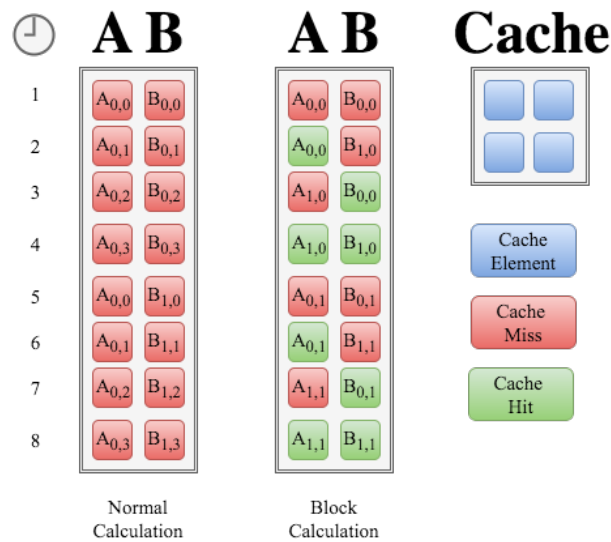 A B A B Cache
1 A0,0 B0,0 A0,0 B0,0
2 A0,1 B0,1 A0,0 B1,0
3 A0,2 B0,2 A1,0 B0,0
4 A0,3 B0,3 A1,0 B1,0
5 A0,0 B1,0 A0,1 B0,1
6 A0,1 B1,1 A0,1 B1,1
7 A0,2 B1,2 A1,1 B0,1
8 A0,3 B1,3 A1,1 B1,1
Cache
Element
Cache
Miss
Cache
Hit
Normal
Calculation
Block
Calculation